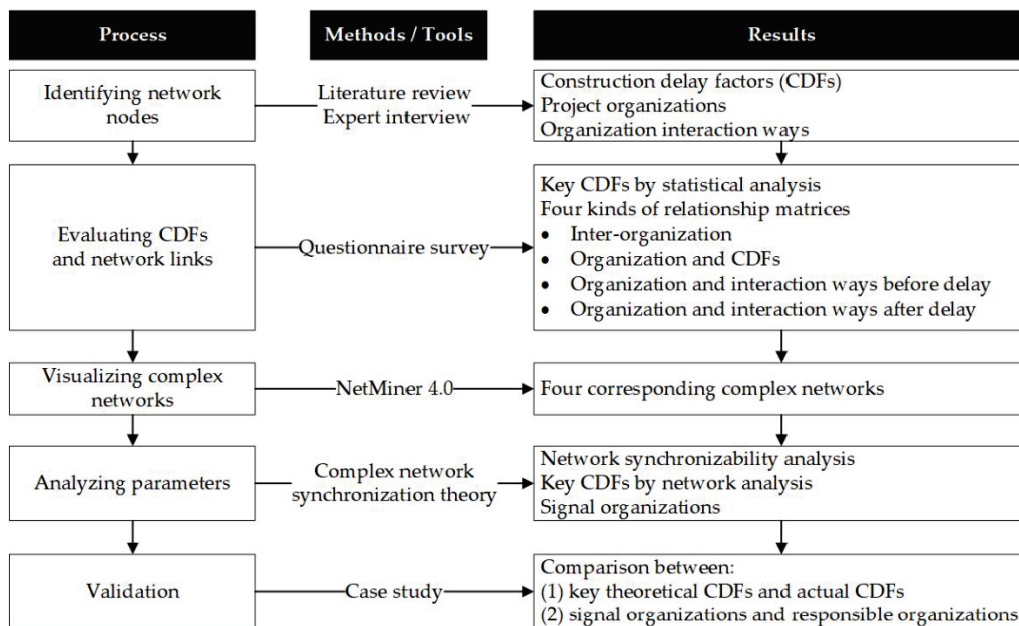 Process
Methods / Tools
Results
Identifying network
nodes
Literature review
Expert interview
Construction delay factors (CDFs)
Project organizations
Organization interaction ways
Evaluating CDFs
and network links
Questionnaire survey
Key CDFs by statistical analysis
Four kinds of relationship matrices
• Inter-organization
• Organization and CDFs
• Organization and interaction ways before delay
• Organization and interaction ways after delay
Visualizing complex
networks
NetMiner 4.0
Four corresponding complex networks
Analyzing parameters
Complex network
synchronization theory
Network synchronizability analysis
Key CDFs by network analysis
Signal organizations
Validation
Case study
Comparison between:
(1) key theoretical CDFs and actual CDFs
(2) signal organizations and responsible organizations